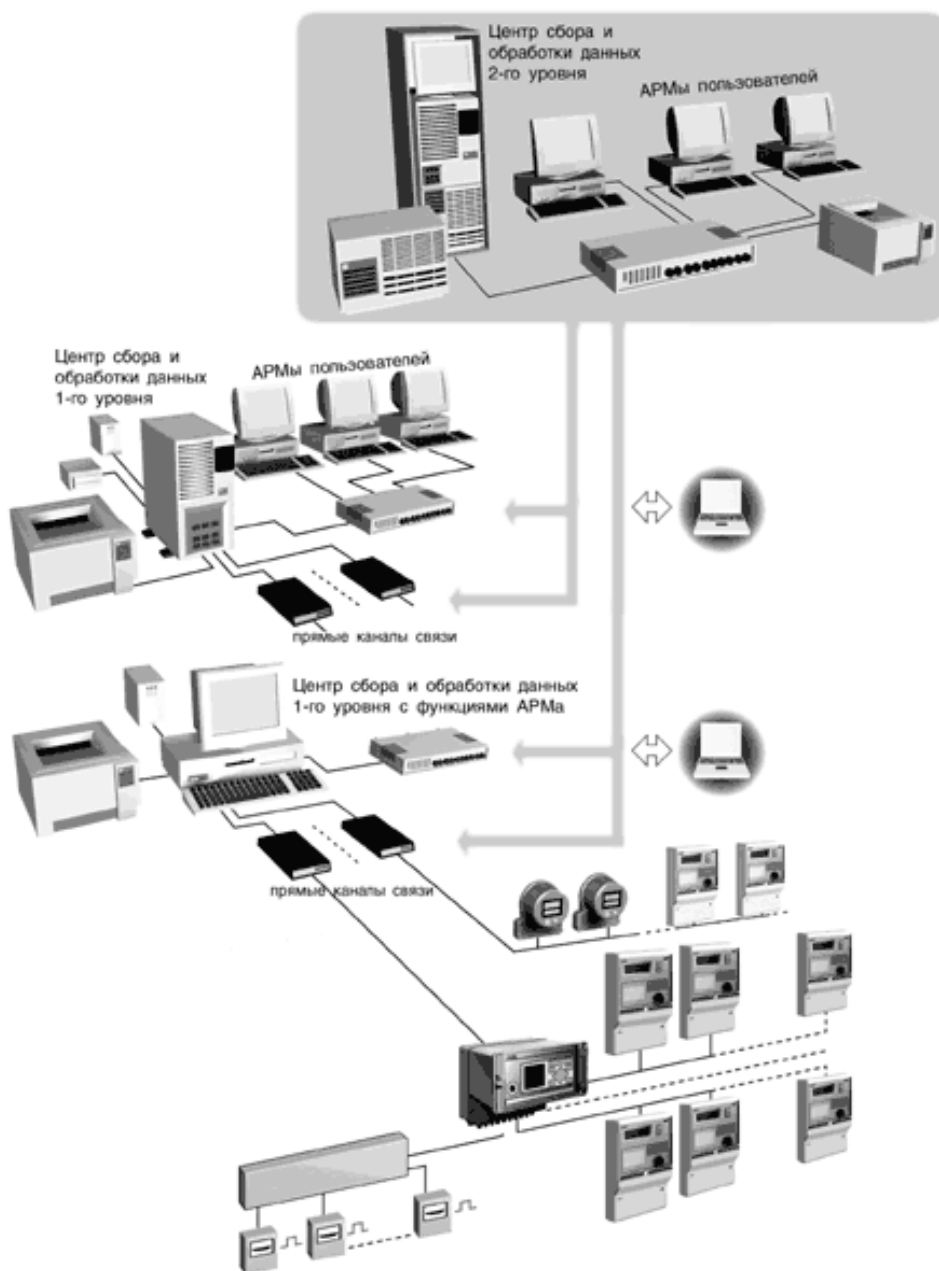 Центр сбора и
обработки данных
2-го уровня
АРМы пользователей
Центр сбора и
обработки данных
1-го уровня
АРМы пользователей
прямые каналы связи
Центр сбора и обработки данных
1-го уровня с функциями АРМа
прямые каналы связи